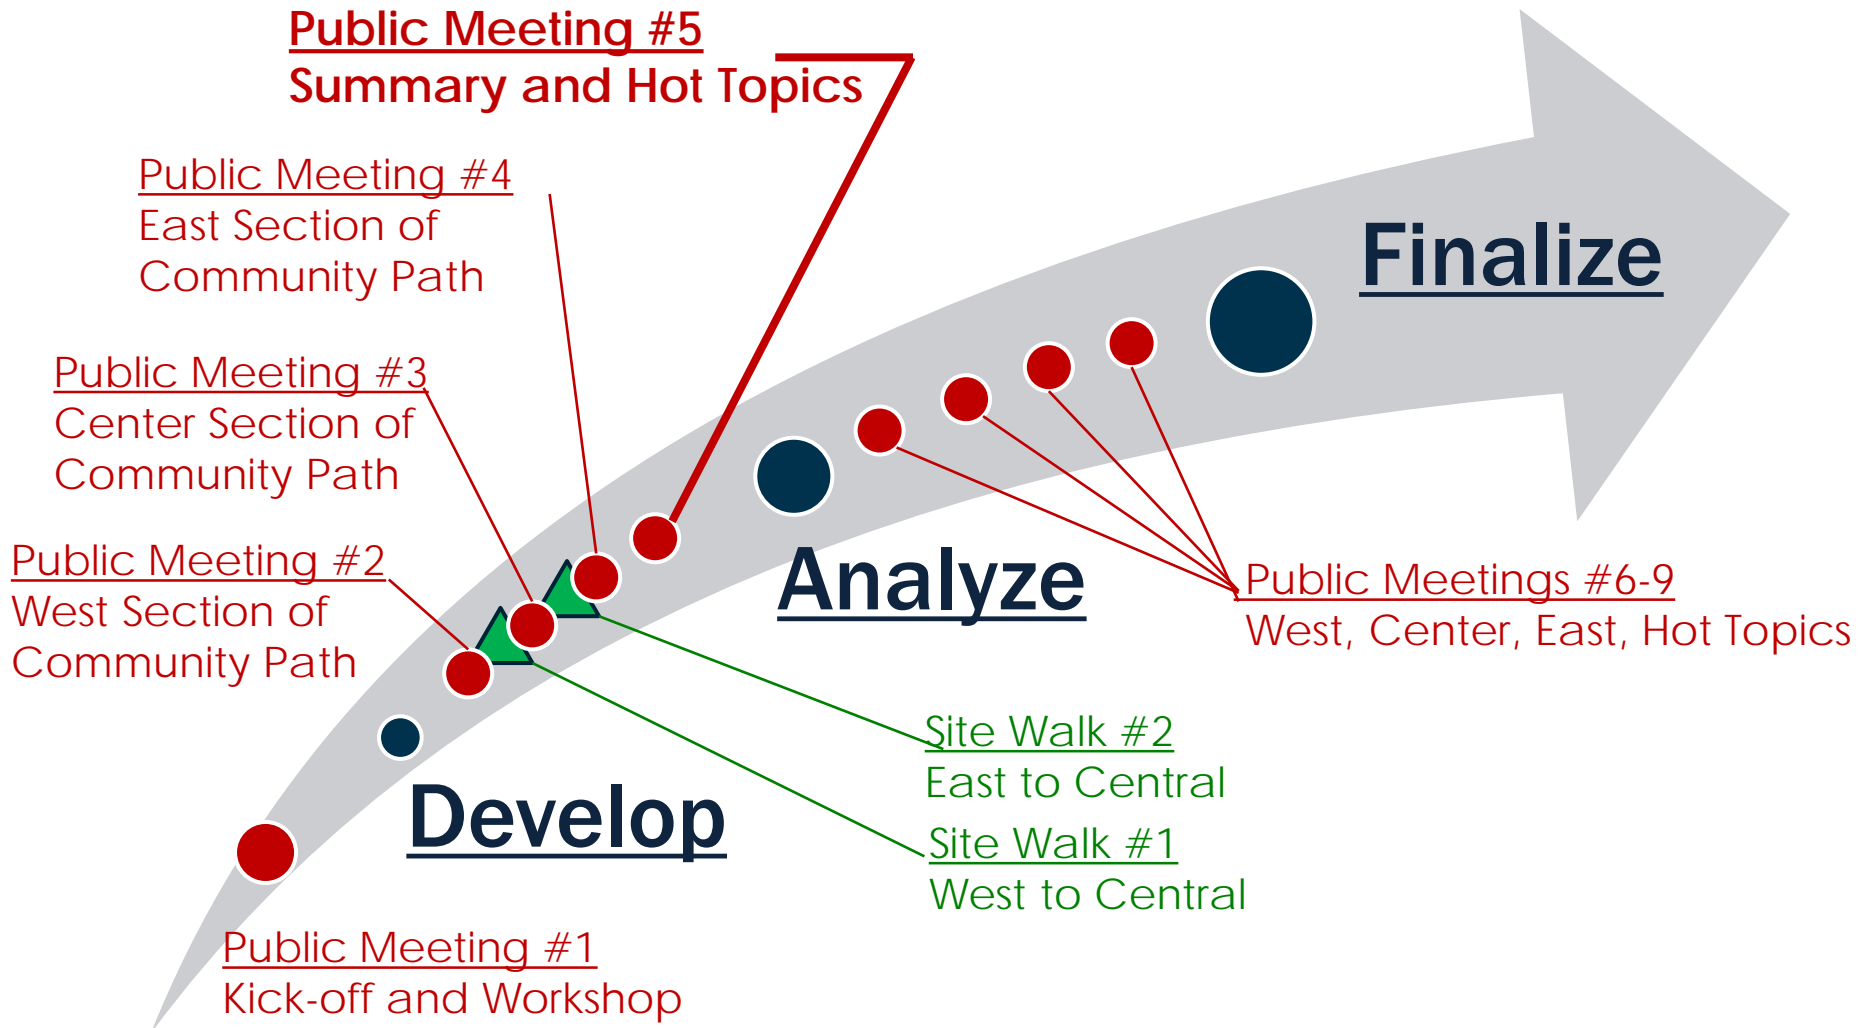 Public Meeting #5
Summary and Hot Topics
Public Meeting #4
East Section of
Community Path
Finalize
Public Meeting #3
Center Section of
Community Path
Public Meeting #2
West Section of
Community Path
Analyze
Public Meetings #6-9
West, Center, East, Hot Topics
Site Walk #2
East to Central
Develop
Site Walk #1
West to Central
Public Meeting #1
Kick-off and Workshop